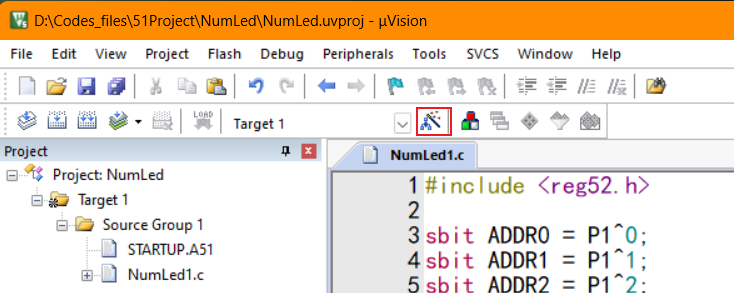 D:\Codes_files\51Project\NumLed\NumLed.uvproj - µVision
File Edit View Project Flash Debug Peripherals Tools SVCS Window Help
LOAD Target 1
Project
NumLed1.c
Project: NumLed
Target 1
Source Group 1
STARTUP.A51
NumLed1.c
1 #include <reg52.h>
2
3 sbit ADDR0 = P1^0;
4 sbit ADDR1 = P1^1;
5 sbit ADDR2 = P1^2;